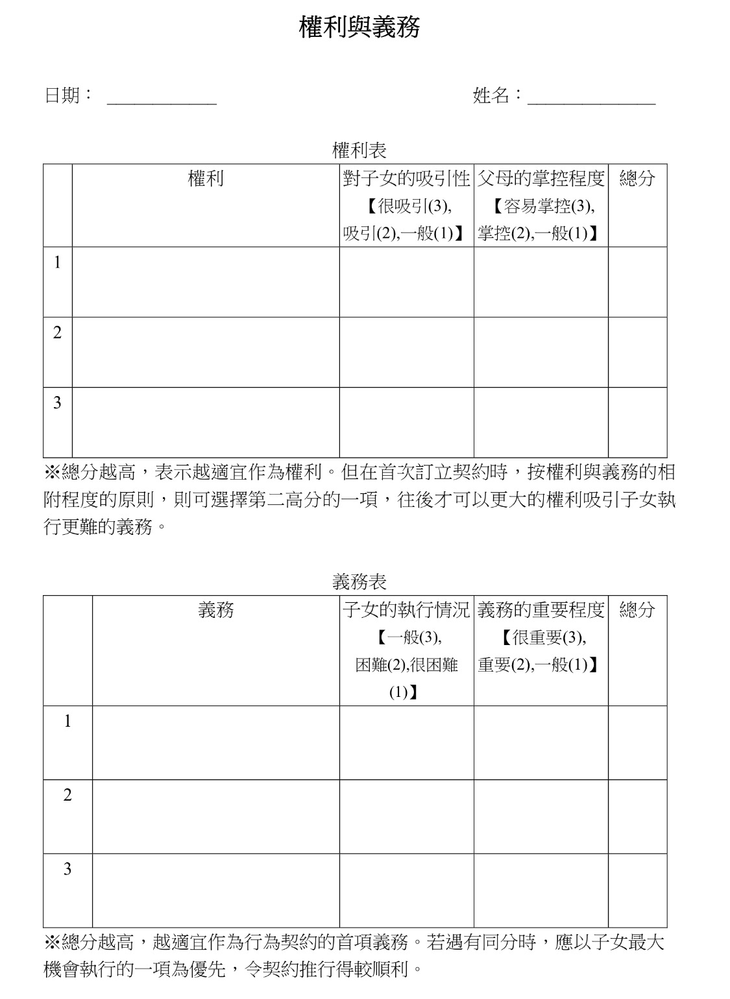 權利與義務
日期： ____________ 姓名：______________
權利表
權利 對子女的吸引性 父母的掌控程度 總分
【很吸引(3), 【容易掌控(3),
吸引(2),一般(1)】 掌控(2),一般(1)】
1
2
3
※總分越高，表示越適宜作為權利。但在首次訂立契約時，按權利與義務的相
附程度的原則，則可選擇第二高分的一項，往後才可以更大的權利吸引子女執
行更難的義務。
義務表
義務 子女的執行情況 義務的重要程度 總分
【一般(3), 【很重要(3),
困難(2),很困難 重要(2),一般(1)】
(1)】
1
2
3
※總分越高，越適宜作為行為契約的首項義務。若遇有同分時，應以子女最大
機會執行的一項為優先，令契約推行得較順利。